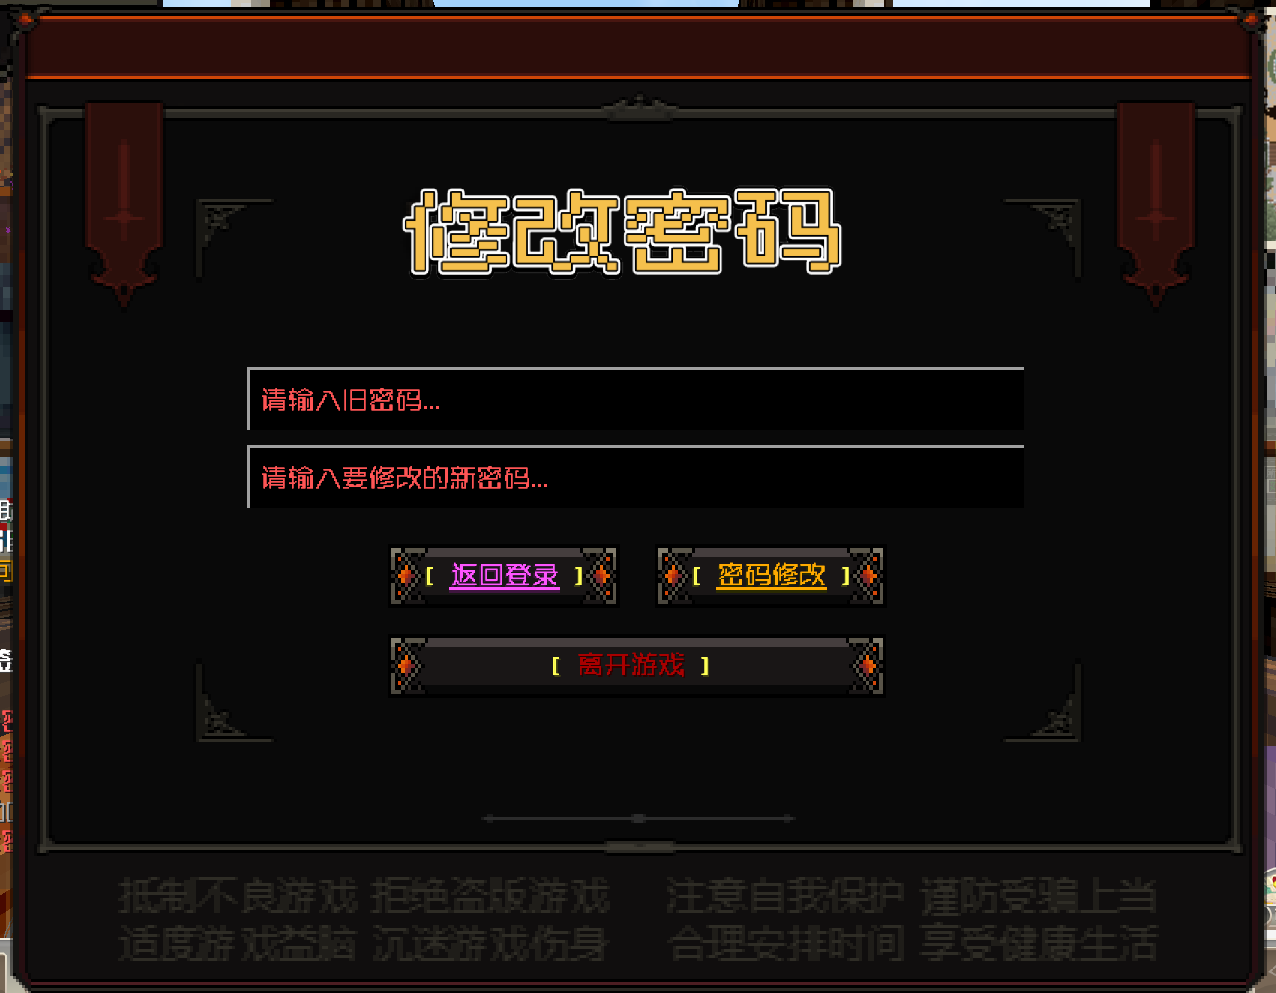 修改密码
请输入旧密码...
请输入要修改的新密码...
[ 返回登录 ] [ 密码修改 ]
[ 离开游戏 ]
抵制不良游戏 拒绝盗版游戏 注意自我保护 谨防受骗上当
适度游戏益脑 沉迷游戏伤身 合理安排时间 享受健康生活